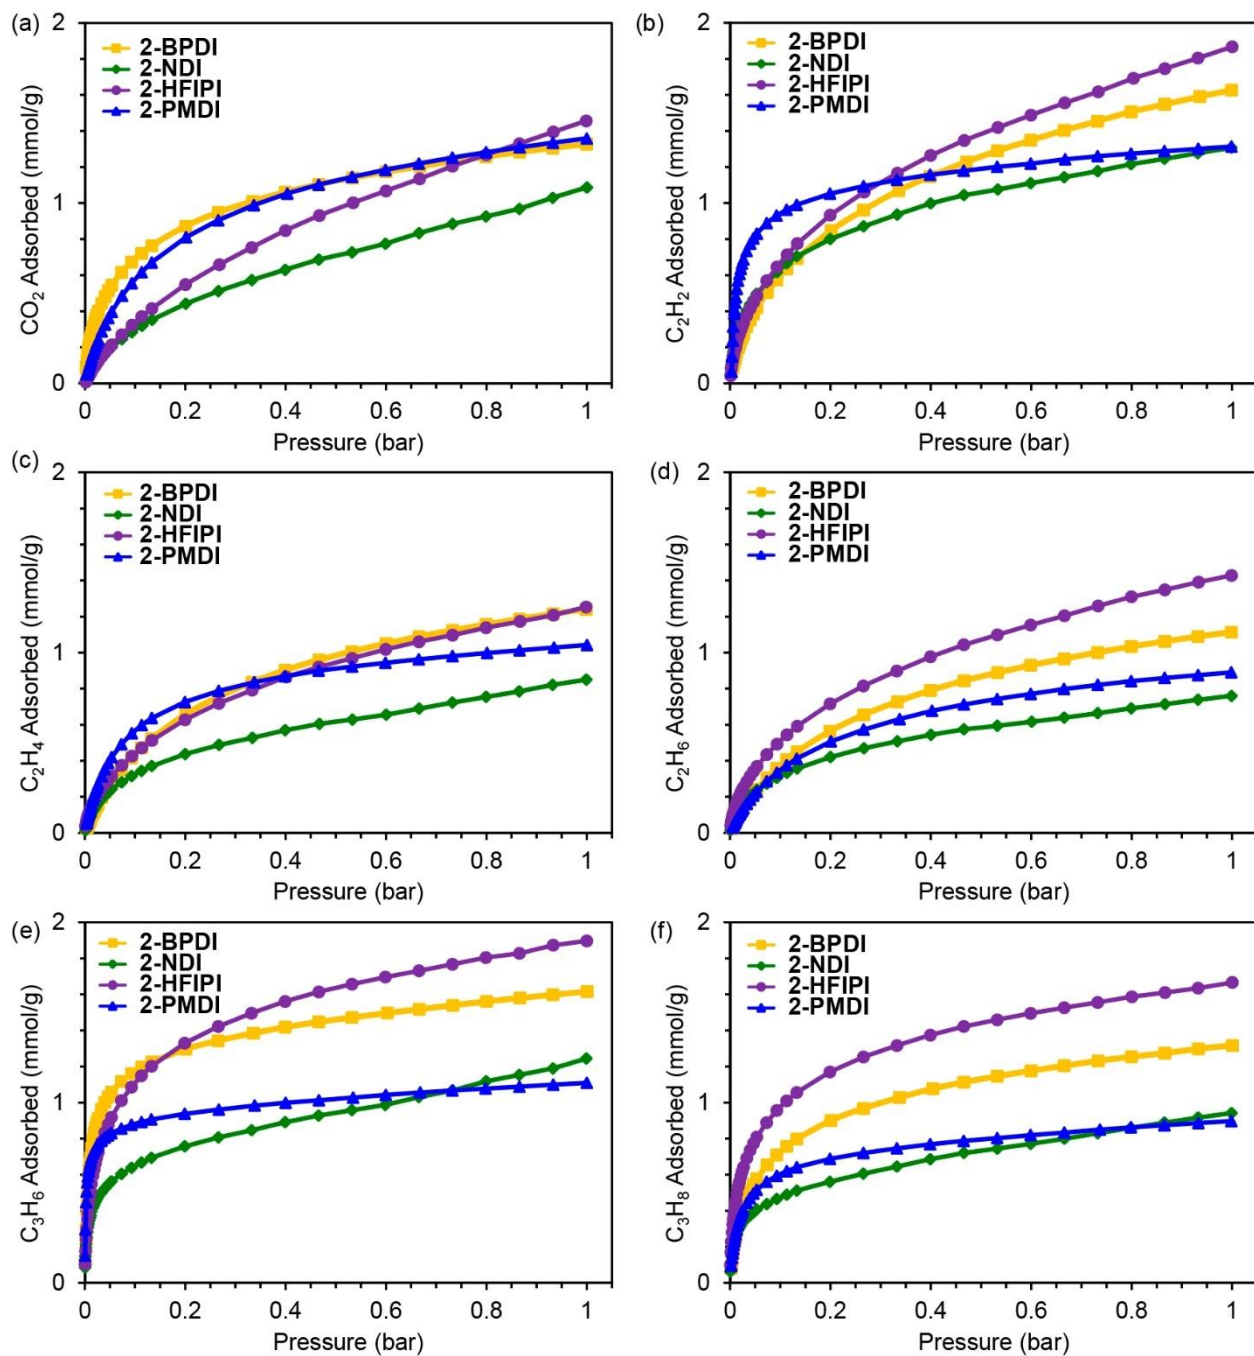 (a)
2
1
0
CO₂ Adsorbed (mmol/g)
2-BPDI
2-NDI
2-HFIPI
2-PMDI
0 0.2 0.4 0.6 0.8 1
Pressure (bar)
(b)
2
1
0
C₂H₂ Adsorbed (mmol/g)
2-BPDI
2-NDI
2-HFIPI
2-PMDI
0 0.2 0.4 0.6 0.8 1
Pressure (bar)
(c)
2
1
0
C₂H₄ Adsorbed (mmol/g)
2-BPDI
2-NDI
2-HFIPI
2-PMDI
0 0.2 0.4 0.6 0.8 1
Pressure (bar)
(d)
2
1
0
C₂H₆ Adsorbed (mmol/g)
2-BPDI
2-NDI
2-HFIPI
2-PMDI
0 0.2 0.4 0.6 0.8 1
Pressure (bar)
(e)
2
1
0
C₃H₆ Adsorbed (mmol/g)
2-BPDI
2-NDI
2-HFIPI
2-PMDI
0 0.2 0.4 0.6 0.8 1
Pressure (bar)
(f)
2
1
0
C₃H₈ Adsorbed (mmol/g)
2-BPDI
2-NDI
2-HFIPI
2-PMDI
0 0.2 0.4 0.6 0.8 1
Pressure (bar)